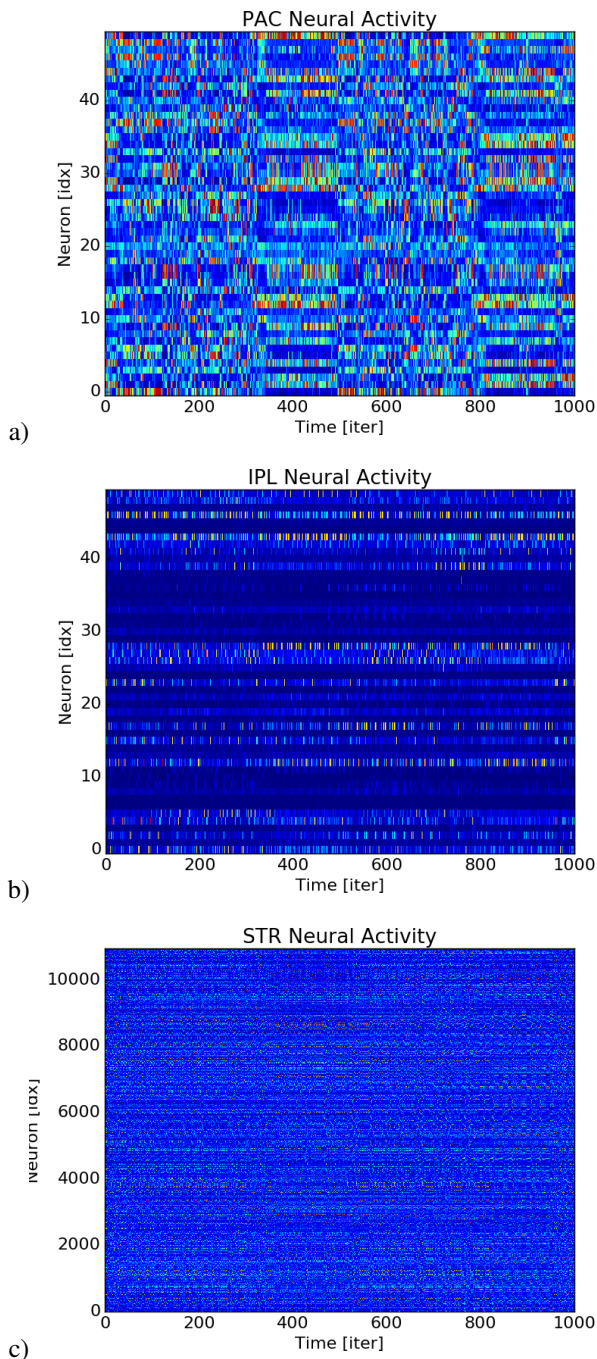 PAC Neural Activity
40
30
20
10
0
Neuron [idx]
0 200 400 600 800 1000
Time [iter]
a)
IPL Neural Activity
40
30
20
10
0
Neuron [idx]
0 200 400 600 800 1000
Time [iter]
b)
STR Neural Activity
10000
8000
6000
4000
2000
0
Neuron [idx]
0 200 400 600 800 1000
Time [iter]
c)